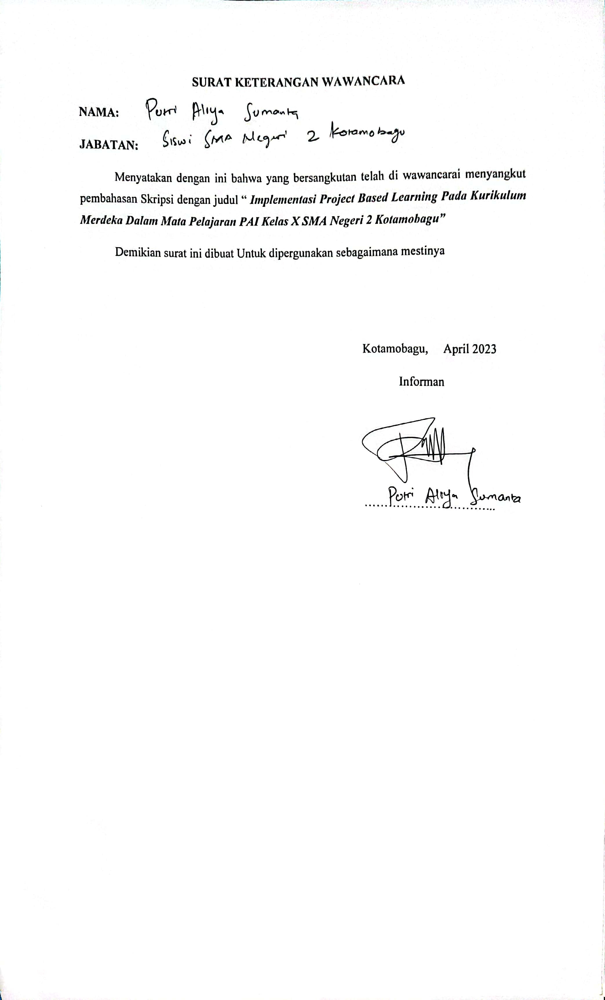 SURAT KETERANGAN WAWANCARA
NAMA: Putri Aliya Sumanta
JABATAN: Siswi SMA Negeri 2 Kotamobagu
Menyatakan dengan ini bahwa yang bersangkutan telah di wawancarai menyangkut
pembahasan Skripsi dengan judul “ Implementasi Project Based Learning Pada Kurikulum
Merdeka Dalam Mata Pelajaran PAI Kelas X SMA Negeri 2 Kotamobagu”
Demikian surat ini dibuat Untuk dipergunakan sebagaimana mestinya
Kotamobagu, April 2023
Informan
Putri Aliya Sumanta